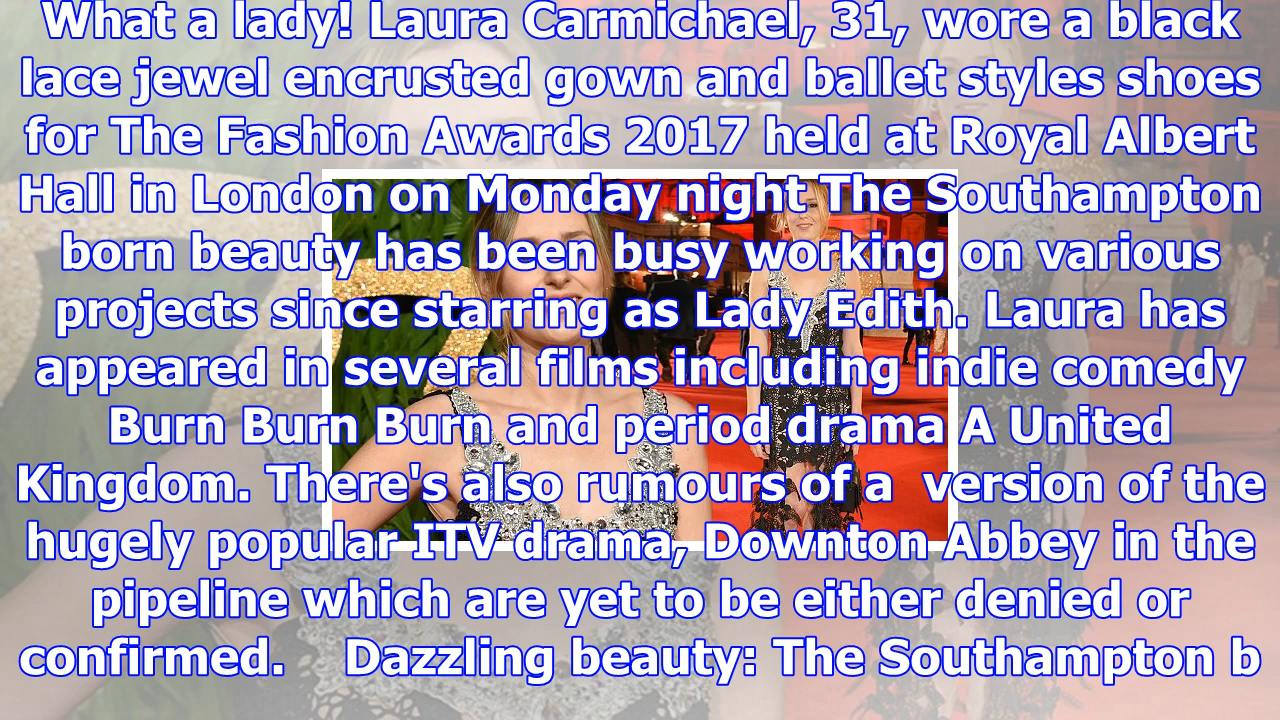 What a lady! Laura Carmichael, 31, wore a black
lace jewel encrusted gown and ballet styles shoes
for The Fashion Awards 2017 held at Royal Albert
Hall in London on Monday night The Southampton
born beauty has been busy working on various
projects since starring as Lady Edith. Laura has
appeared in several films including indie comedy
Burn Burn Burn and period drama A United
Kingdom. There's also rumours of a  version of the
hugely popular ITV drama, Downton Abbey in the
pipeline which are yet to be either denied or
confirmed.    Dazzling beauty: The Southampton b